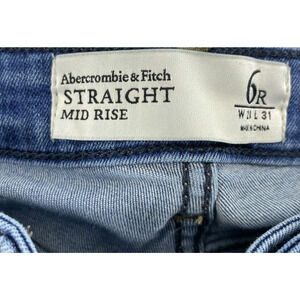 Abercrombie & Fitch
STRAIGHT
MID RISE
6R
L 31
MADE IN CHINA